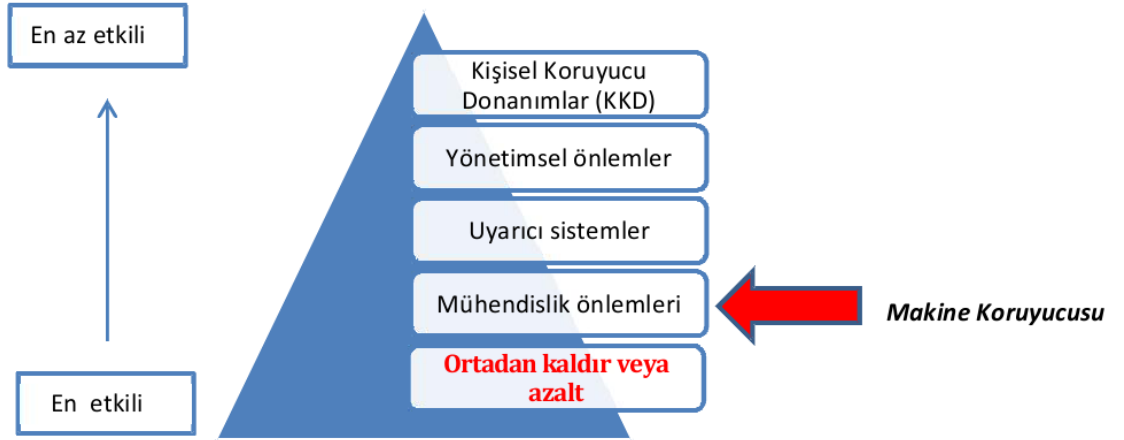 En az etkili
Kişisel Koruyucu
Donanımlar (KKD)
Yönetimsel önlemler
Uyarıcı sistemler
Mühendislik önlemleri
Makine Koruyucusu
Ortadan kaldır veya
azalt
En etkili